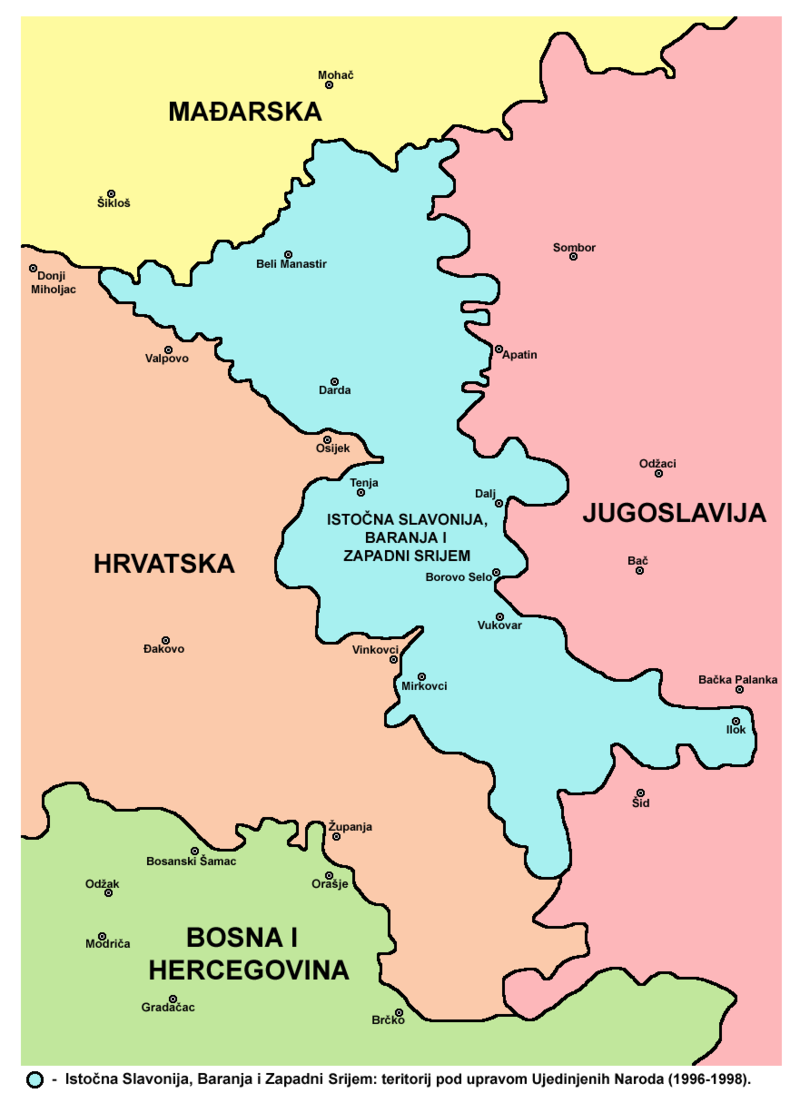 Mohač
MAĐARSKA
Šikloš
Sombor
Beli Manastir
Donji
Miholjac
Valpovo
Apatin
Darda
Osijek
Odžaci
Tenja
Dalj
JUGOSLAVIJA
ISTOČNA SLAVONIJA,
BARANJA I
ZAPADNI SRIJEM
HRVATSKA
Bač
Borovo Selo
Vukovar
Đakovo
Vinkovci
Mirkovci
Bačka Palanka
Ilok
Šid
Županja
Bosanski Šamac
Orašje
Odžak
BOSNA I
HERCEGOVINA
Modriča
Gradačac
Brčko
- Istočna Slavonija, Baranja i Zapadni Srijem: teritorij pod upravom Ujedinjenih Naroda (1996-1998).